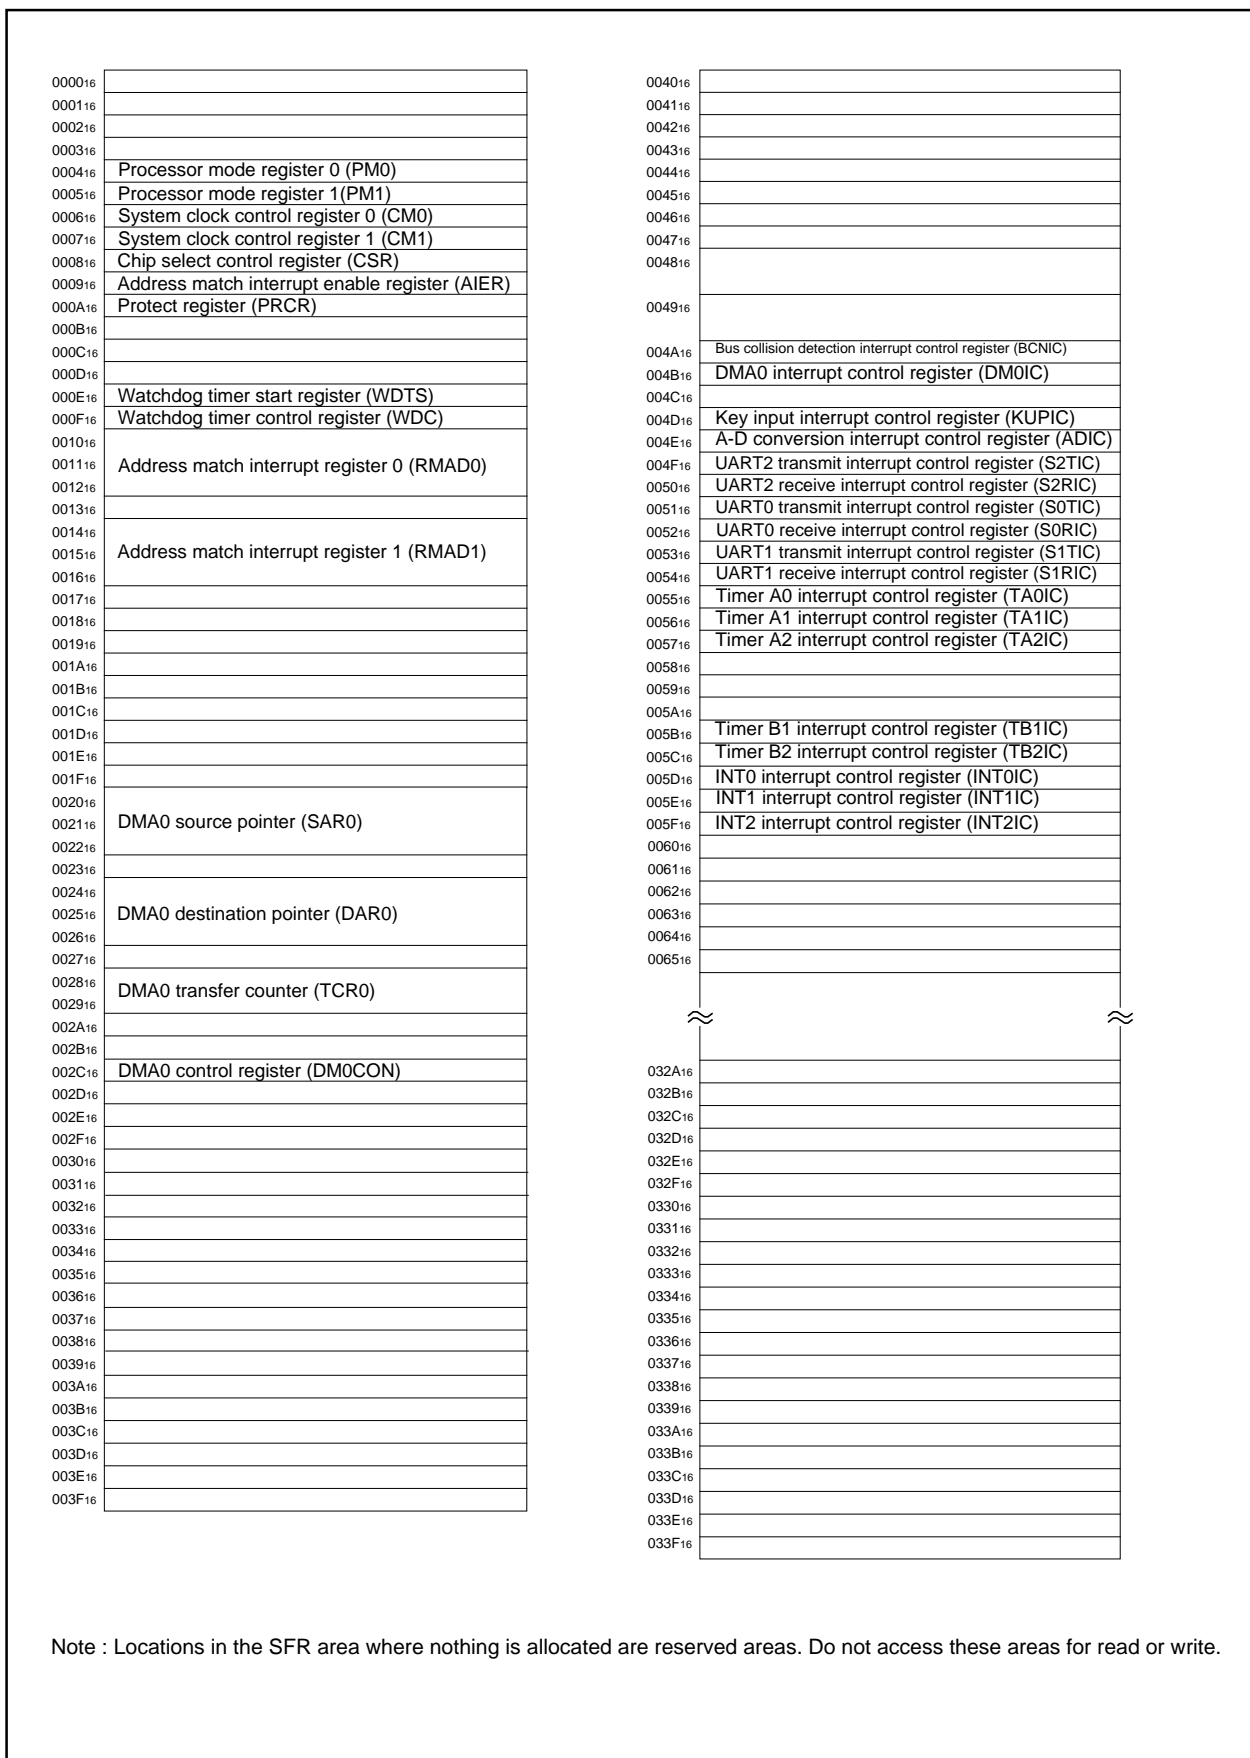 000016
000116
000216
000316
000416 Processor mode register 0 (PM0)
000516 Processor mode register 1(PM1)
000616 System clock control register 0 (CM0)
000716 System clock control register 1 (CM1)
000816 Chip select control register (CSR)
000916 Address match interrupt enable register (AIER)
000A16 Protect register (PRCR)
000B16
000C16
000D16
000E16 Watchdog timer start register (WDTS)
000F16 Watchdog timer control register (WDC)
001016
001116 Address match interrupt register 0 (RMAD0)
001216
001316
001416
001516 Address match interrupt register 1 (RMAD1)
001616
001716
001816
001916
001A16
001B16
001C16
001D16
001E16
001F16
002016
002116 DMA0 source pointer (SAR0)
002216
002316
002416
002516 DMA0 destination pointer (DAR0)
002616
002716
002816
DMA0 transfer counter (TCR0)
002916
002A16
002B16
002C16 DMA0 control register (DM0CON)
002D16
002E16
002F16
003016
003116
003216
003316
003416
003516
003616
003716
003816
003916
003A16
003B16
003C16
003D16
003E16
003F16
004016
004116
004216
004316
004416
004516
004616
004716
004816
004916
004A16 Bus collision detection interrupt control register (BCNIC)
004B16 DMA0 interrupt control register (DM0IC)
004C16
004D16 Key input interrupt control register (KUPIC)
004E16 A-D conversion interrupt control register (ADIC)
004F16 UART2 transmit interrupt control register (S2TIC)
005016 UART2 receive interrupt control register (S2RIC)
005116 UART0 transmit interrupt control register (S0TIC)
005216 UART0 receive interrupt control register (S0RIC)
005316 UART1 transmit interrupt control register (S1TIC)
005416 UART1 receive interrupt control register (S1RIC)
005516 Timer A0 interrupt control register (TA0IC)
005616 Timer A1 interrupt control register (TA1IC)
005716 Timer A2 interrupt control register (TA2IC)
005816
005916
005A16
005B16 Timer B1 interrupt control register (TB1IC)
005C16 Timer B2 interrupt control register (TB2IC)
005D16 INT0 interrupt control register (INT0IC)
005E16 INT1 interrupt control register (INT1IC)
005F16 INT2 interrupt control register (INT2IC)
006016
006116
006216
006316
006416
006516
032A16
032B16
032C16
032D16
032E16
032F16
033016
033116
033216
033316
033416
033516
033616
033716
033816
033916
033A16
033B16
033C16
033D16
033E16
033F16
Note : Locations in the SFR area where nothing is allocated are reserved areas. Do not access these areas for read or write.